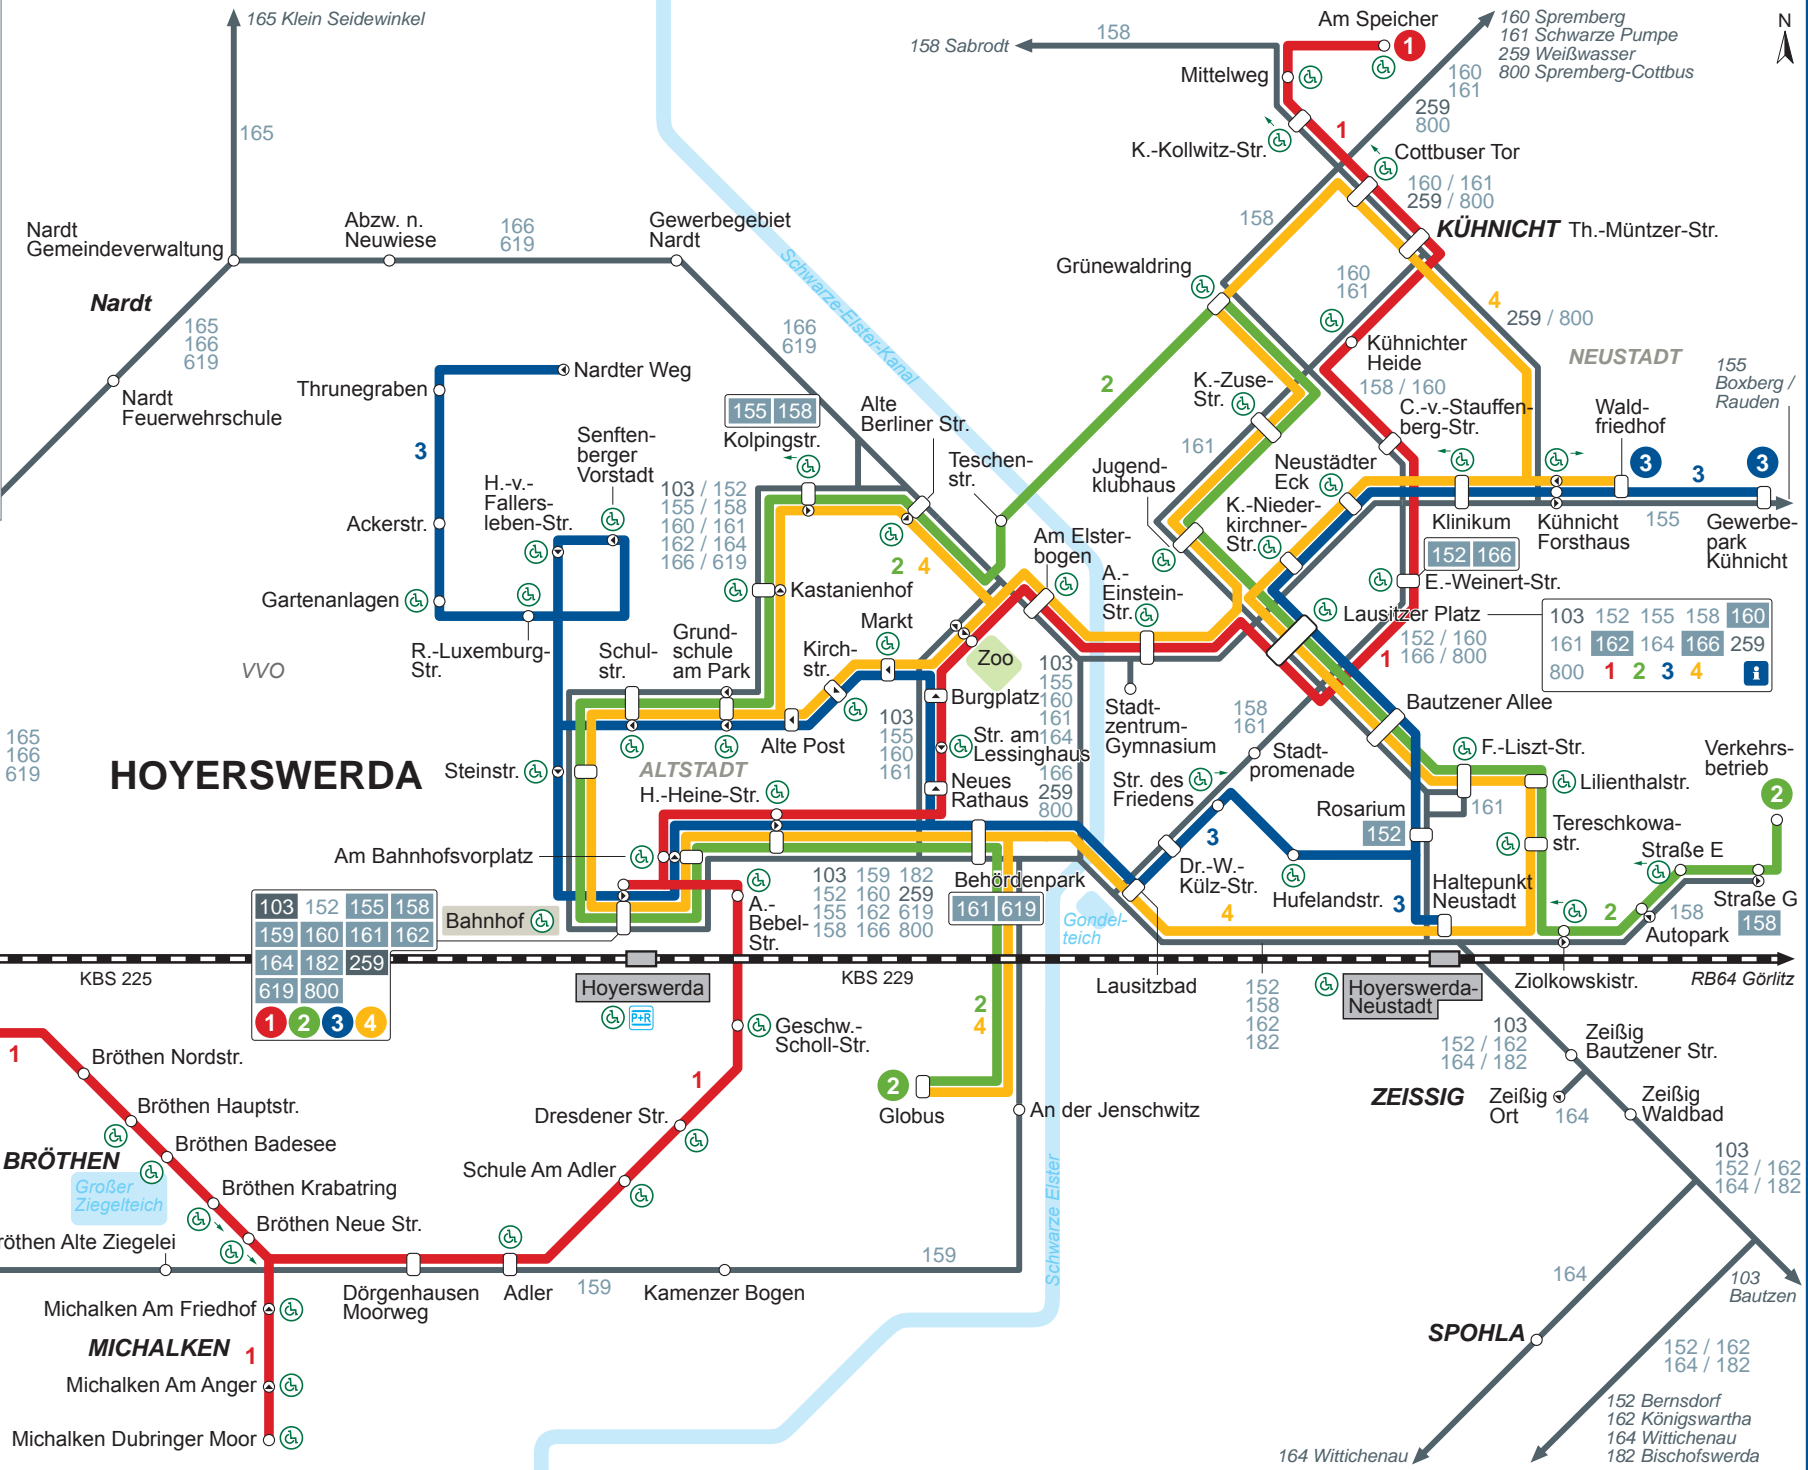 165 Klein Seidewinkel
158 Sabrodt
158
Am Speicher
1
160 Spremberg
161 Schwarze Pumpe
259 Weißwasser
800 Spremberg-Cottbus
N
Mittelweg
160
161
259
800
165
K.-Kollwitz-Str.
1
Cottbuser Tor
160 / 161
259 / 800
Nardt
Gemeindeverwaltung
Abzw. n.
Neuwiese
166
619
Gewerbegebiet
Nardt
158
KÜHNICHT
Th.-Müntzer-Str.
Schwarze-Elster-Kanal
Grünewaldring
160
161
4
259 / 800
Nardt
165
166
619
166
619
Kühnichter
Heide
NEUSTADT
155
Boxberg /
Rauden
Nardt
Feuerwehrschule
Thrunegraben
Nardter Weg
2
K.-Zuse-
Str.
158 / 160
155 158
Kolpingstr.
Alte
Berliner Str.
C.-v.-Stauffen-
berg-Str.
Wald-
friedhof
3
Senften-
berger
Vorstadt
161
Teschen-
str.
Jugend-
klubhaus
Neustädter
Eck
3
3
3
H.-v.-
Fallers-
leben-Str.
103 / 152
155 / 158
160 / 161
162 / 164
166 / 619
Ackerstr.
K.-Nieder-
kirchner-
Str.
Klinikum
Kühnicht
Forsthaus
155
Gewerbe-
park
Kühnicht
Am Elster-
bogen
152 166
2 4
A.-
Einstein-
Str.
E.-Weinert-Str.
Gartenanlagen
Kastanienhof
Lausitzer Platz
103 152 155 158 160
161 162 164 166 259
800 1 2 3 4 i
Markt
152 / 160
166 / 800
1
R.-Luxemburg-
Str.
Schul-
str.
Grund-
schule
am Park
Kirch-
str.
Zoo
VVO
103
155
160
161
164
166
259
800
Burgplatz
Stadt-
zentrum-
Gymnasium
Bautzener Allee
158
161
103
155
160
161
Str. am
Lessinghaus
Alte Post
Stadt-
promenade
F.-Liszt-Str.
Verkehrs-
betrieb
165
166
619
HOYERSWERDA
Steinstr.
ALTSTADT
H.-Heine-Str.
Neues
Rathaus
Str. des
Friedens
Lilienthalstr.
2
Rosarium
152
161
Tereschkowa-
str.
3
Am Bahnhofsvorplatz
Straße E
Dr.-W.-
Külz-Str.
103 159 182
152 160 259
155 162 619
158 166 800
Behördenpark
161 619
Haltepunkt
Neustadt
Hufelandstr.
3
Straße G
158
103 152 155 158
159 160 161 162
164 182 259
619 800
1 2 3 4
Bahnhof
A.-
Bebel-
Str.
Gondel-
teich
4
2
158
Autopark
KBS 225
Hoyerswerda
P+R
KBS 229
Lausitzbad
152
158
162
182
Hoyerswerda-
Neustadt
Ziolkowskistr.
RB64 Görlitz
2
4
1
Bröthen Nordstr.
Geschw.-
Scholl-Str.
103
152 / 162
164 / 182
Zeißig
Bautzener Str.
1
2
Globus
ZEISSIG
Zeißig
Ort
164
Zeißig
Waldbad
Bröthen Hauptstr.
Dresdener Str.
An der Jenschwitz
Bröthen Badesee
BRÖTHEN
Schule Am Adler
103
152 / 162
164 / 182
Großer
Ziegelteich
Bröthen Krabatring
Schwarze Elster
Bröthen Neue Str.
röthen Alte Ziegelei
159
Dörgenhausen
Moorweg
Adler
159
Kamenzer Bogen
164
103
Bautzen
Michalken Am Friedhof
MICHALKEN
1
SPOHLA
152 / 162
164 / 182
Michalken Am Anger
152 Bernsdorf
162 Königswartha
164 Wittichenau
182 Bischofswerda
Michalken Dubringer Moor
164 Wittichenau